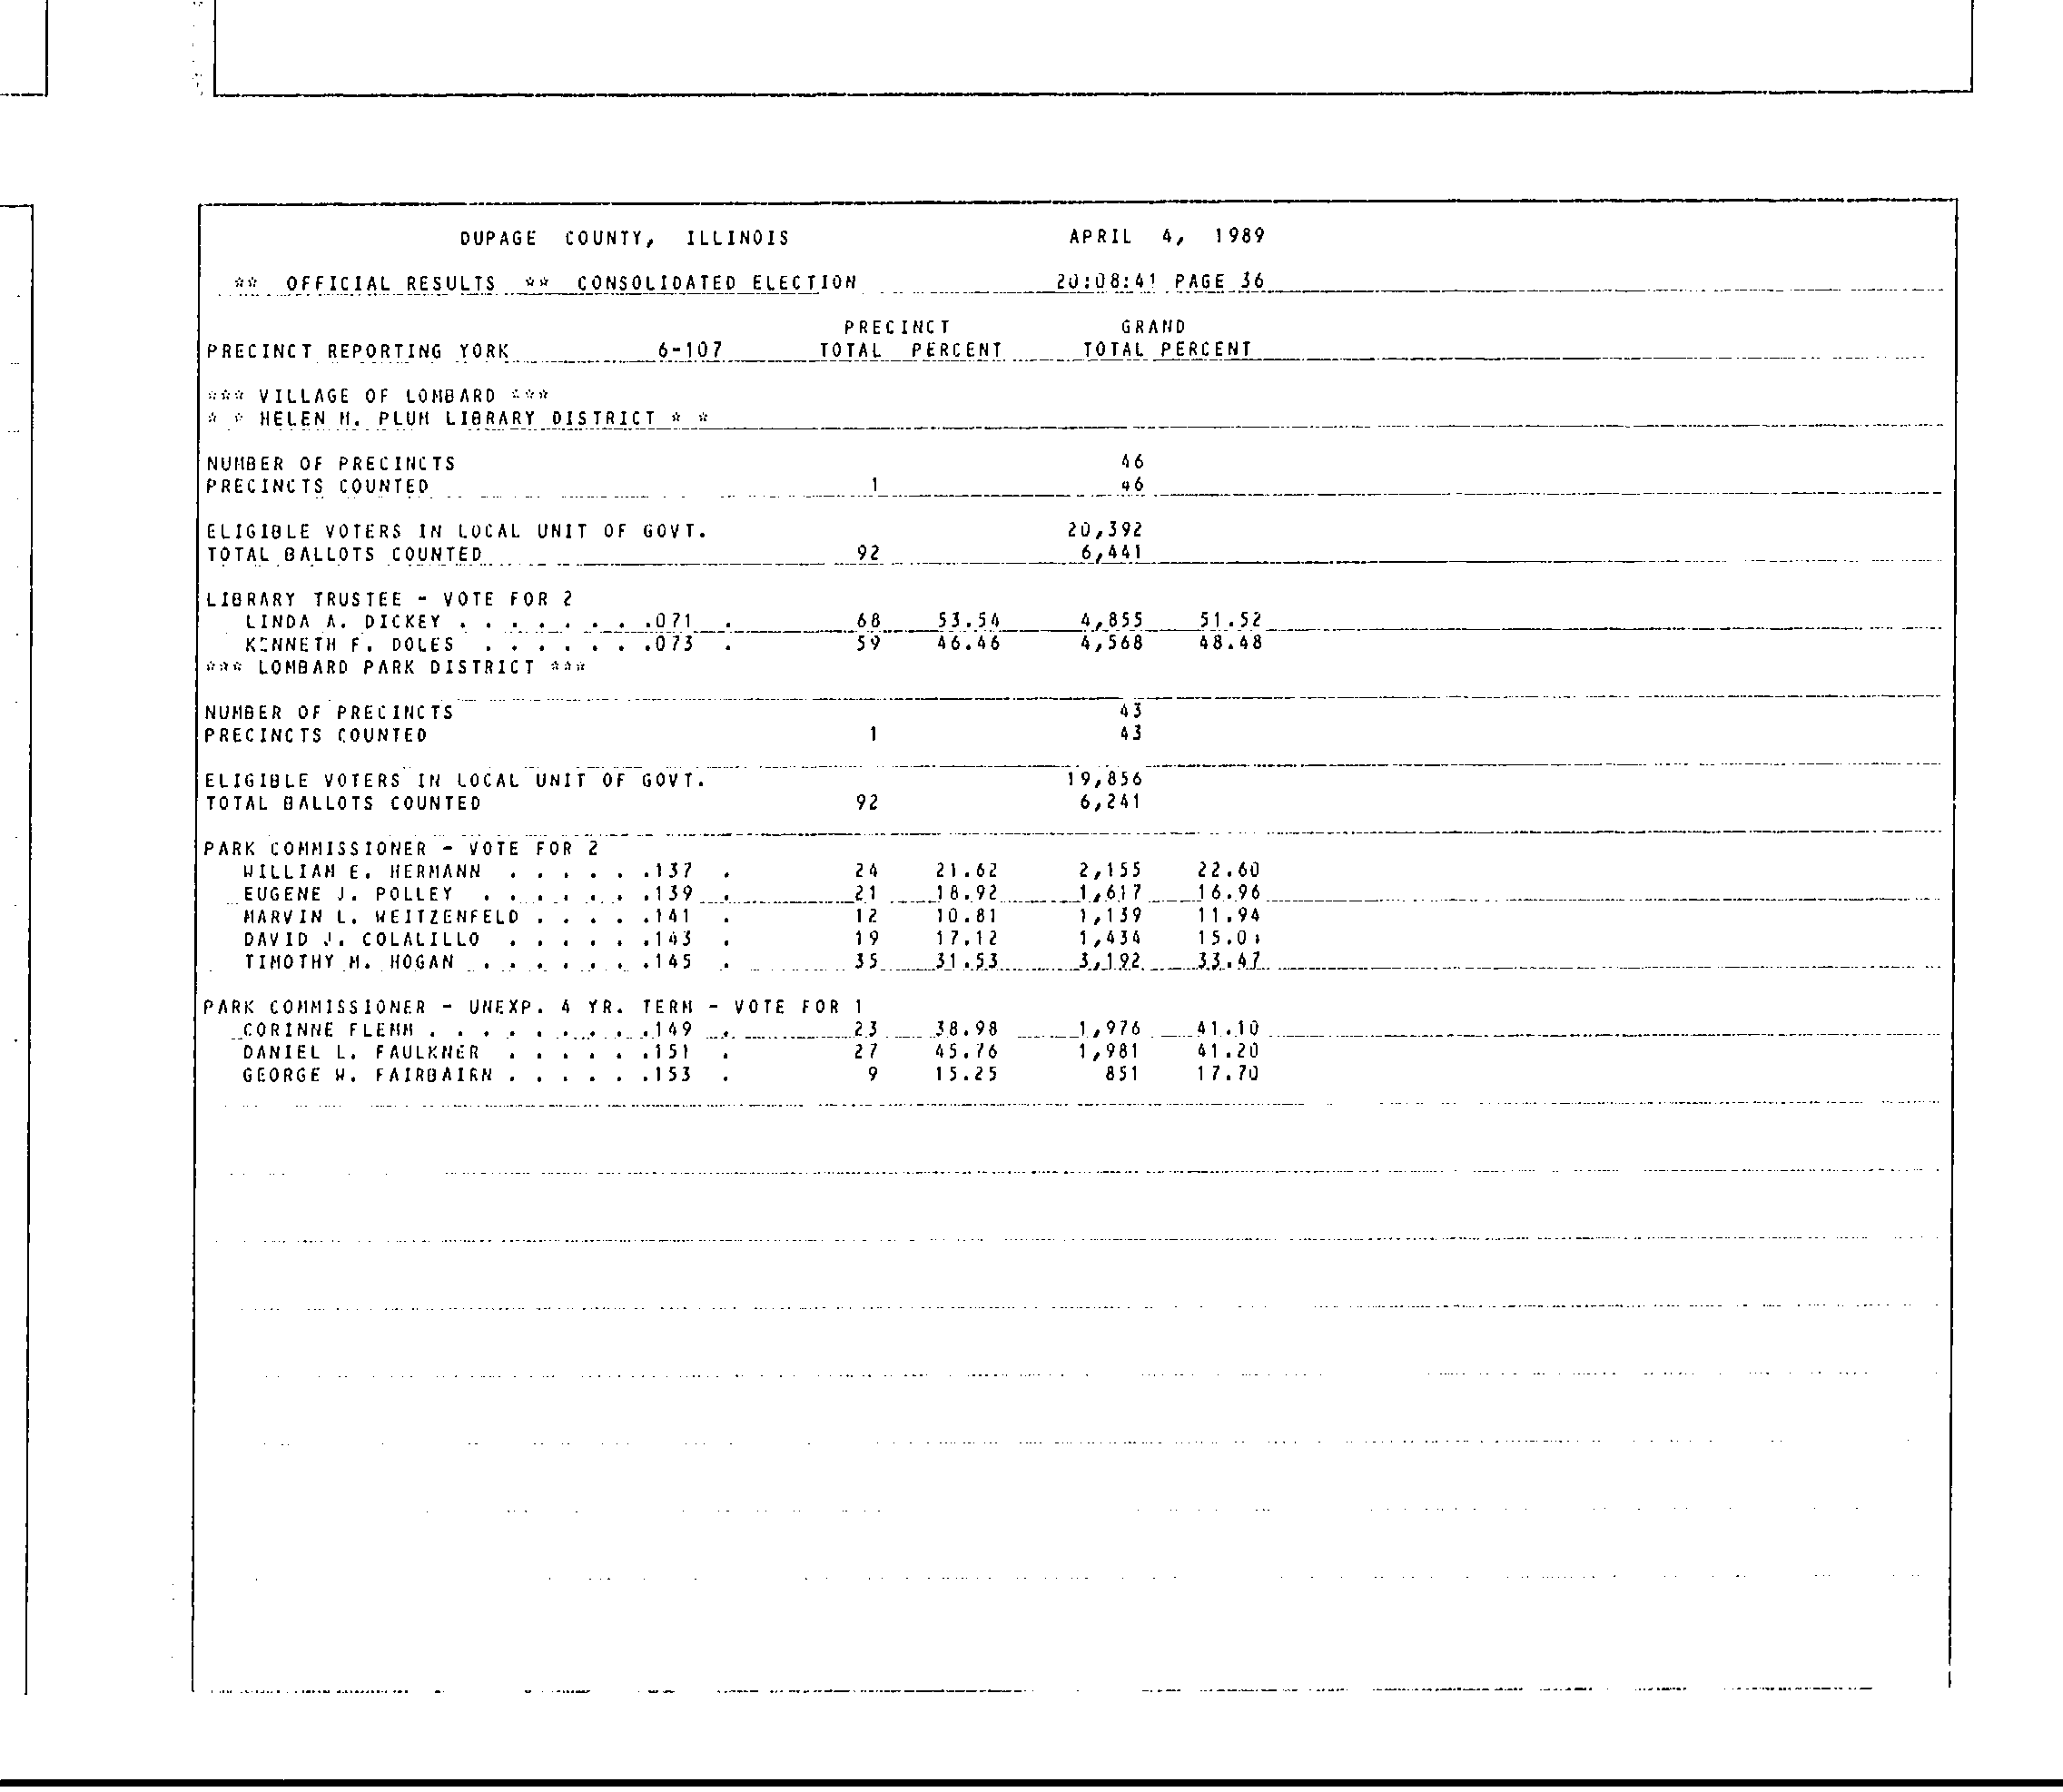 DUPAGE COUNTY, ILLINOIS APRIL 4, 1989
** OFFICIAL RESULTS ** CONSOLIDATED ELECTION 20:08:41 PAGE 36
PRECINCT GRAND
PRECINCT REPORTING YORK 6-107 TOTAL PERCENT TOTAL PERCENT
*** VILLAGE OF LOMBARD ***
* * HELEN M. PLUM LIBRARY DISTRICT * *
NUMBER OF PRECINCTS 46
PRECINCTS COUNTED 1 46
ELIGIBLE VOTERS IN LOCAL UNIT OF GOVT. 20,392
TOTAL BALLOTS COUNTED 92 6,441
LIBRARY TRUSTEE - VOTE FOR 2
LINDA A. DICKEY . . . . . . . .071 . 68 53.54 4,855 51.52
KENNETH F. DOLES . . . . . . .073 . 59 46.46 4,568 48.48
*** LOMBARD PARK DISTRICT ***
NUMBER OF PRECINCTS 43
PRECINCTS COUNTED 1 43
ELIGIBLE VOTERS IN LOCAL UNIT OF GOVT. 19,856
TOTAL BALLOTS COUNTED 92 6,241
PARK COMMISSIONER - VOTE FOR 2
WILLIAM E. HERMANN . . . . . .137 . 24 21.62 2,155 22.60
EUGENE J. POLLEY . . . . . . .139 . 21 18.92 1,617 16.96
MARVIN L. WEITZENFELD . . . . .141 . 12 10.81 1,139 11.94
DAVID J. COLALILLO . . . . . .143 . 19 17.12 1,434
TIMOTHY M. HOGAN . . . . . . .145 . 35 31.53 3,192 33.47
PARK COMMISSIONER - UNEXP. 4 YR. TERM - VOTE FOR 1
CORINNE FLEMM . . . . . . . . .149 . 23 38.98 1,976 41.10
DANIEL L. FAULKNER . . . . . .151 . 27 45.76 1,981 41.20
GEORGE W. FAIRBAIRN . . . . . .153 . 9 15.25 851 17.70